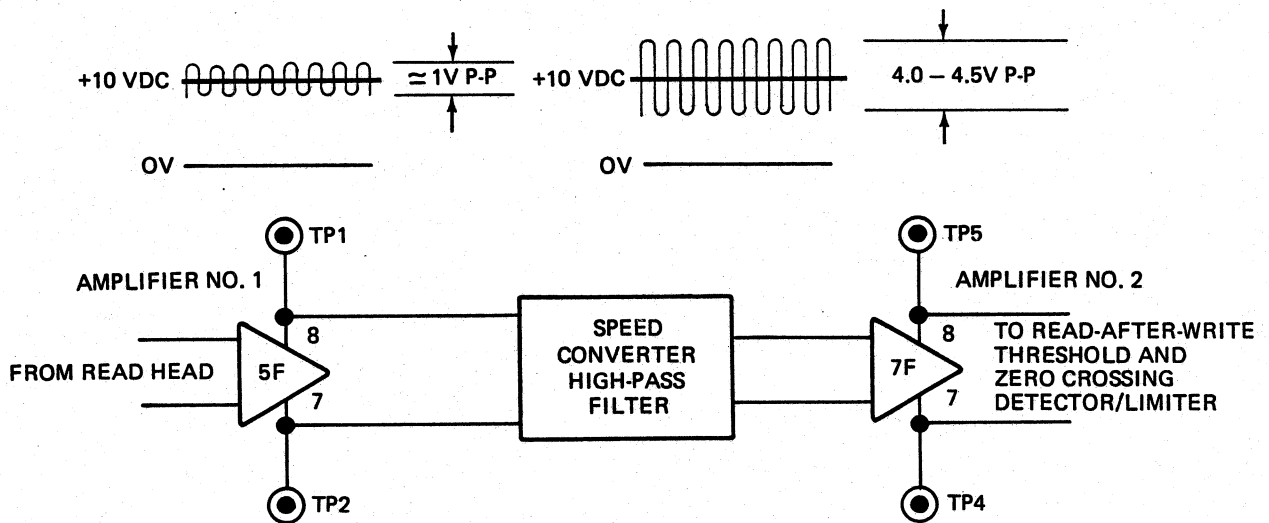 +10 VDC
≃ 1V P-P
+10 VDC
4.0 – 4.5V P-P
0V
0V
TP1
TP5
AMPLIFIER NO. 1
AMPLIFIER NO. 2
8
8
FROM READ HEAD
5F
7
SPEED
CONVERTER
HIGH-PASS
FILTER
7F
7
TO READ-AFTER-WRITE
THRESHOLD AND
ZERO CROSSING
DETECTOR/LIMITER
TP2
TP4